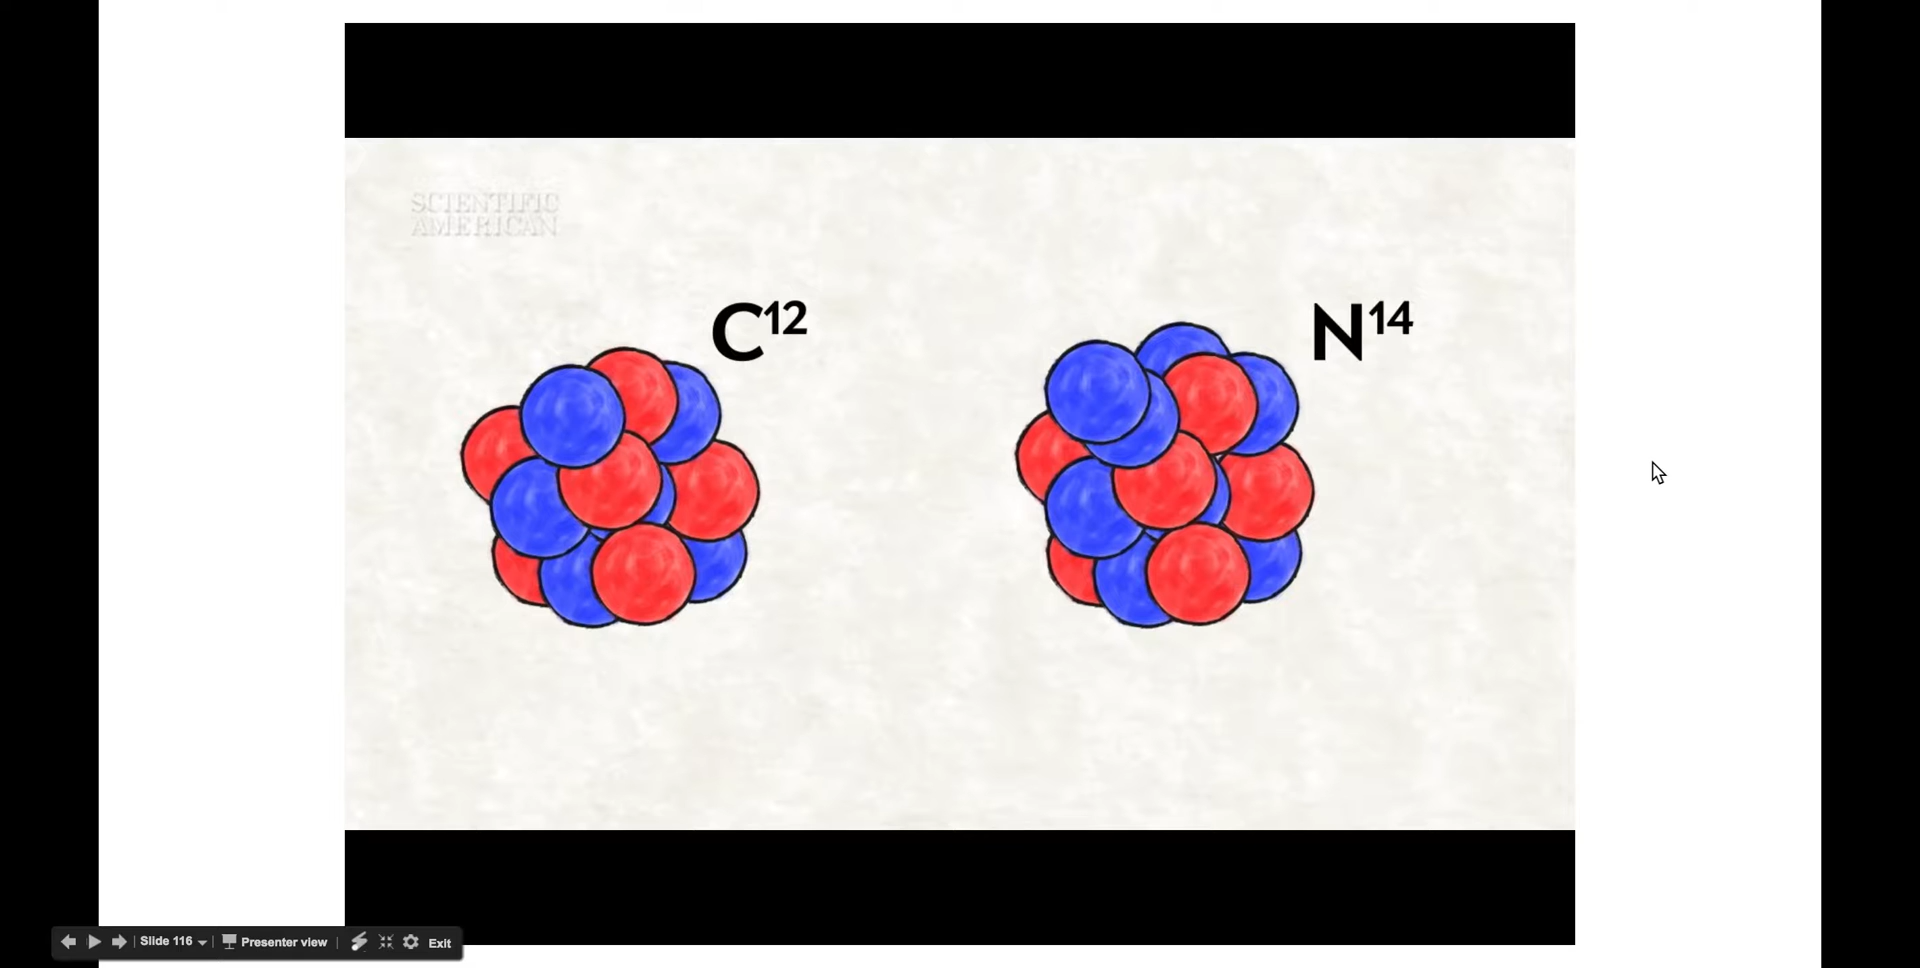 SCIENTIFIC
AMERICAN
C¹²
N¹⁴
Slide 116
Presenter view
Exit